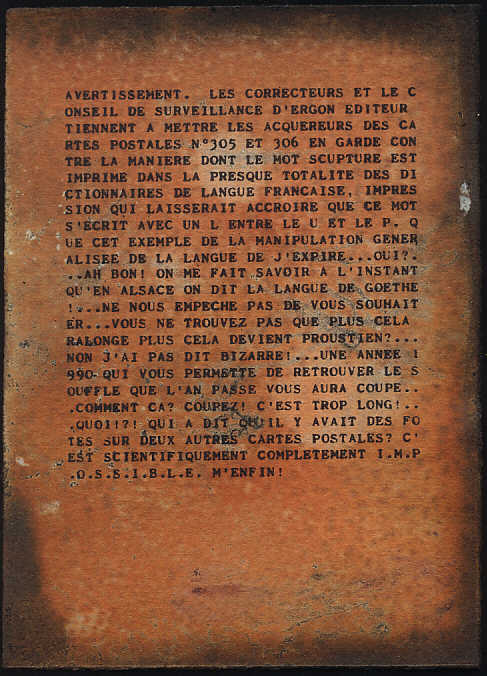 AVERTISSEMENT. LES CORRECTEURS ET LE C
ONSEIL DE SURVEILLANCE D'ERGON EDITEUR
TIENNENT A METTRE LES ACQUEREURS DES CA
RTES POSTALES N°305 ET 306 EN GARDE CON
TRE LA MANIERE DONT LE MOT SCUPTURE EST
IMPRIME DANS LA PRESQUE TOTALITE DES DI
CTIONNAIRES DE LANGUE FRANCAISE, IMPRES
SION QUI LAISSERAIT ACCROIRE QUE CE MOT
S'ECRIT AVEC UN L ENTRE LE U ET LE P. Q
UE CET EXEMPLE DE LA MANIPULATION GENER
ALISEE DE LA LANGUE DE J'EXPIRE...OUI?.
..AH BON! ON ME FAIT SAVOIR A L'INSTANT
QU'EN ALSACE ON DIT LA LANGUE DE GOETHE
!...NE NOUS EMPECHE PAS DE VOUS SOUHAIT
ER...VOUS NE TROUVEZ PAS QUE PLUS CELA
RALONGE PLUS CELA DEVIENT PROUSTIEN?...
NON J'AI PAS DIT BIZARRE!...UNE ANNEE 1
990 QUI VOUS PERMETTE DE RETROUVER LE S
OUFFLE QUE L'AN PASSE VOUS AURA COUPE..
.COMMENT CA? COUPEZ! C'EST TROP LONG!..
.QUOI!?! QUI A DIT QU'IL Y AVAIT DES FO
TES SUR DEUX AUTRES CARTES POSTALES? C'
EST SCIENTIFIQUEMENT COMPLETEMENT I.M.P
.O.S.S.I.B.L.E. M'ENFIN!